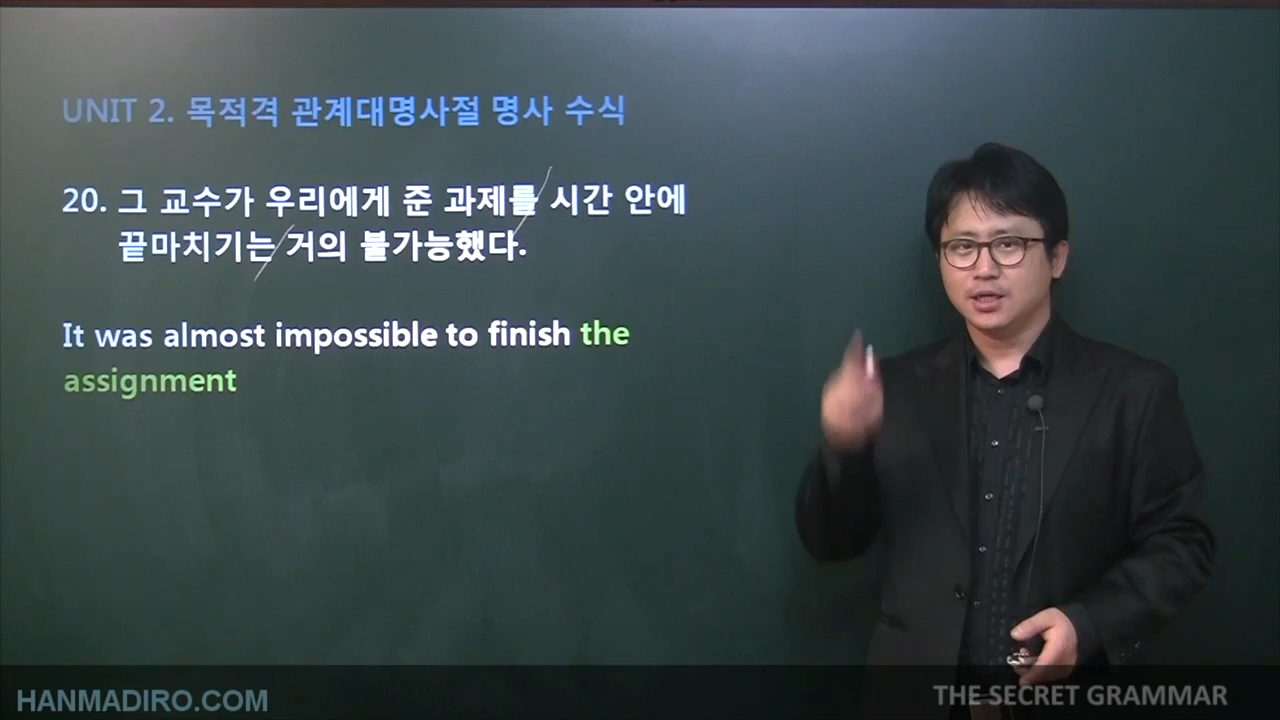 UNIT 2. 목적격 관계대명사절 명사 수식
20. 그 교수가 우리에게 준 과제를 시간 안에
끝마치기는 거의 불가능했다.
It was almost impossible to finish the
assignment
HANMADIRO.COM
THE SECRET GRAMMAR